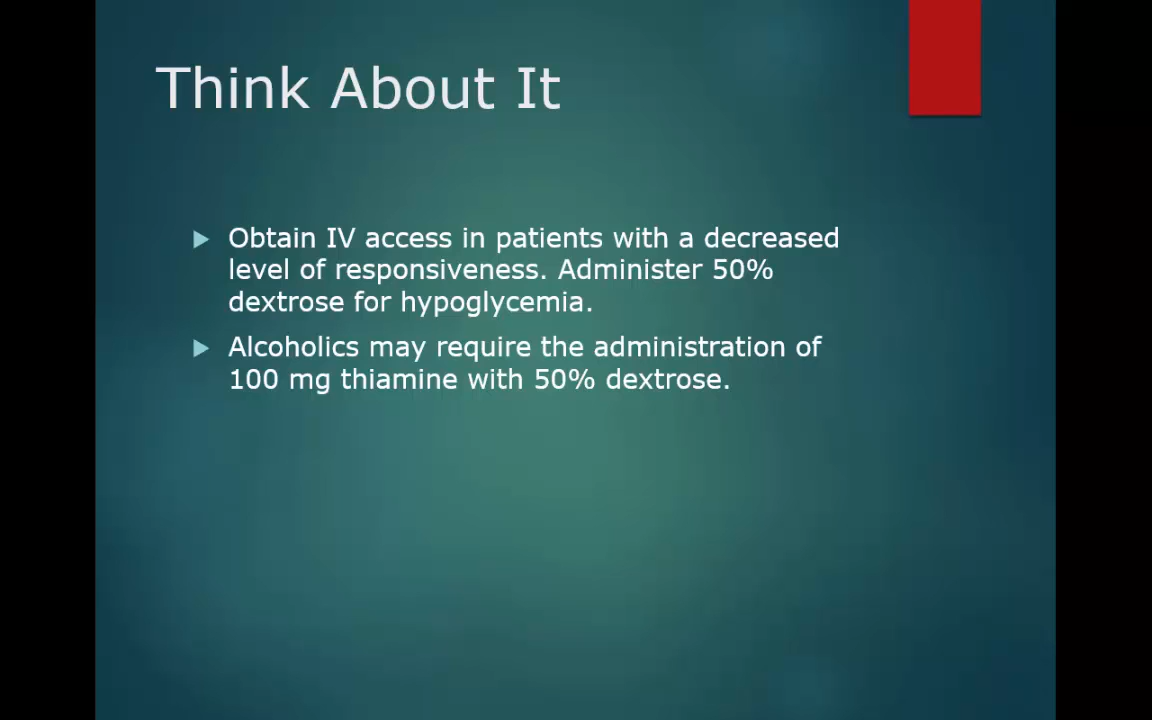 Think About It
Obtain IV access in patients with a decreased
level of responsiveness. Administer 50%
dextrose for hypoglycemia.
Alcoholics may require the administration of
100 mg thiamine with 50% dextrose.